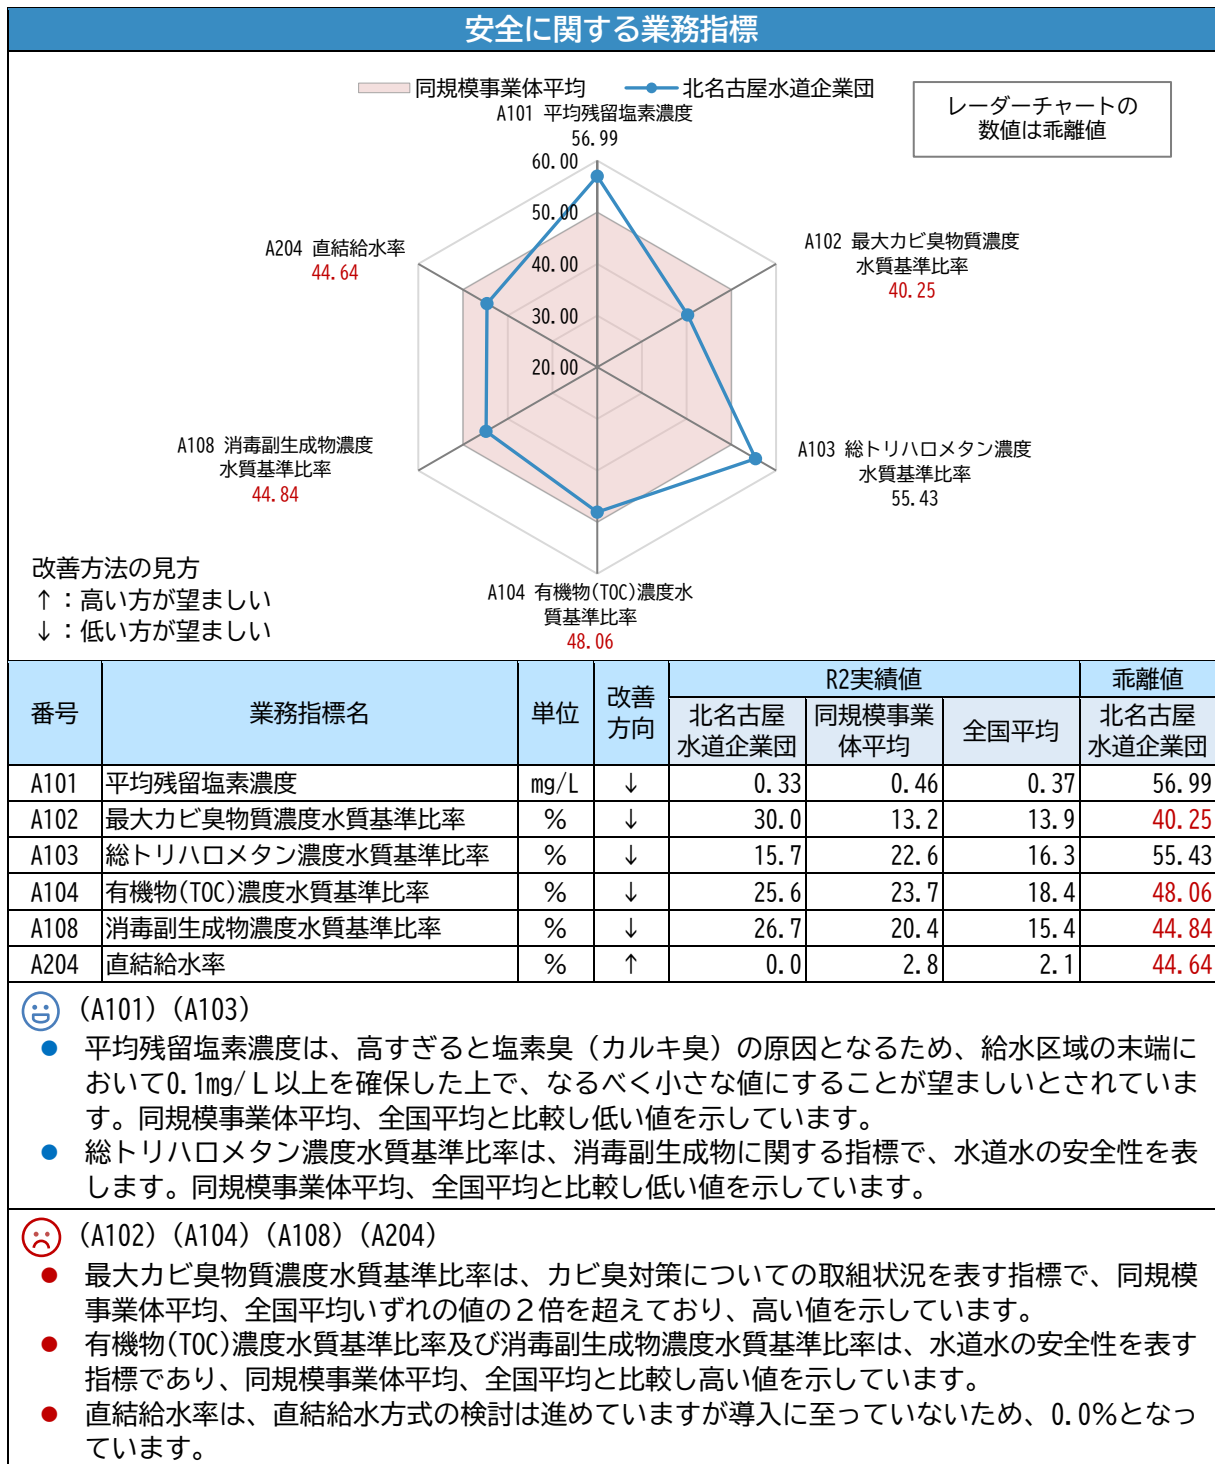 安全に関する業務指標
同規模事業体平均 北名古屋水道企業団
レーダーチャートの
数値は乖離値
A101 平均残留塩素濃度
56.99
60.00
50.00
40.00
30.00
20.00
A102 最大カビ臭物質濃度
水質基準比率
40.25
A204 直結給水率
44.64
A103 総トリハロメタン濃度
水質基準比率
55.43
A108 消毒副生成物濃度
水質基準比率
44.84
A104 有機物(TOC)濃度水
質基準比率
48.06
改善方法の見方
↑：高い方が望ましい
↓：低い方が望ましい
番号 業務指標名 単位 改善方向 R2実績値 乖離値
北名古屋水道企業団 同規模事業体平均 全国平均 北名古屋水道企業団
A101 平均残留塩素濃度 mg/L ↓ 0.33 0.46 0.37 56.99
A102 最大カビ臭物質濃度水質基準比率 % ↓ 30.0 13.2 13.9 40.25
A103 総トリハロメタン濃度水質基準比率 % ↓ 15.7 22.6 16.3 55.43
A104 有機物(TOC)濃度水質基準比率 % ↓ 25.6 23.7 18.4 48.06
A108 消毒副生成物濃度水質基準比率 % ↓ 26.7 20.4 15.4 44.84
A204 直結給水率 % ↑ 0.0 2.8 2.1 44.64
（A101）（A103）
● 平均残留塩素濃度は、高すぎると塩素臭（カルキ臭）の原因となるため、給水区域の末端に
おいて0.1mg/Ｌ以上を確保した上で、なるべく小さな値にすることが望ましいとされていま
す。同規模事業体平均、全国平均と比較し低い値を示しています。
● 総トリハロメタン濃度水質基準比率は、消毒副生成物に関する指標で、水道水の安全性を表
します。同規模事業体平均、全国平均と比較し低い値を示しています。
（A102）（A104）（A108）（A204）
● 最大カビ臭物質濃度水質基準比率は、カビ臭対策についての取組状況を表す指標で、同規模
事業体平均、全国平均いずれの値の２倍を超えており、高い値を示しています。
● 有機物(TOC)濃度水質基準比率及び消毒副生成物濃度水質基準比率は、水道水の安全性を表す
指標であり、同規模事業体平均、全国平均と比較し高い値を示しています。
● 直結給水率は、直結給水方式の検討は進めていますが導入に至っていないため、0.0%となっ
ています。